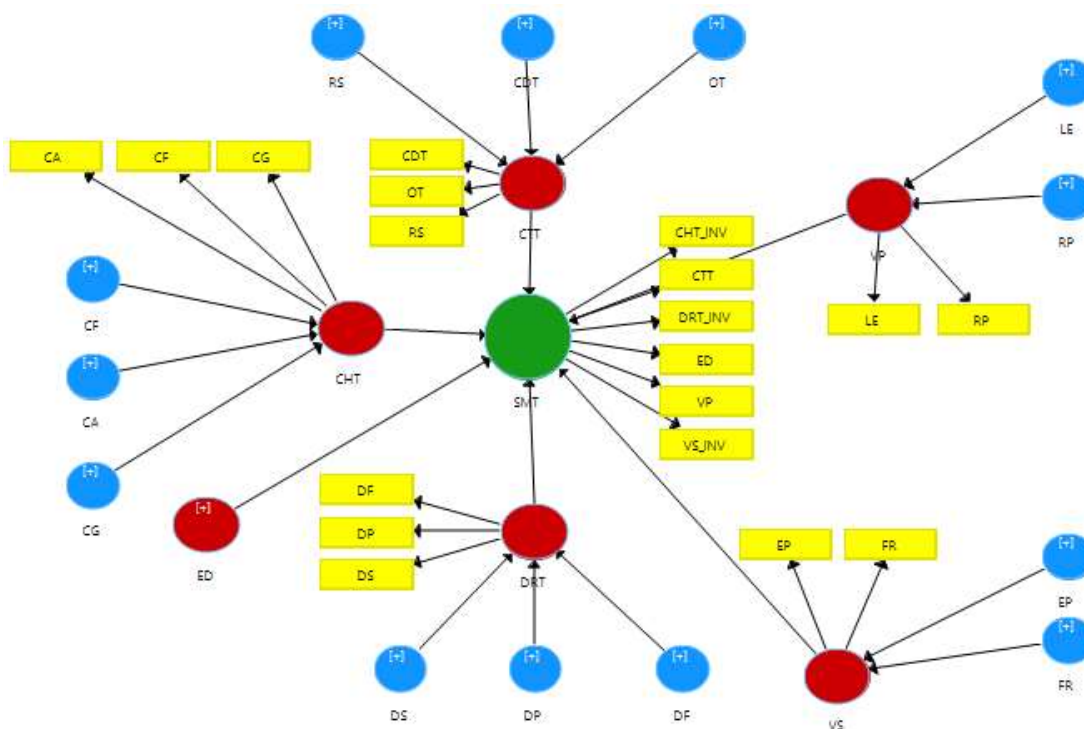 [+]
[+]
[+]
RS
CDT
OT
[+]
LE
CA
CF
CG
CDT
OT
RS
CTT
[+]
RP
VP
CHT_INV
CTT
DRT_INV
ED
VP
VS_INV
LE
RP
[+]
CF
[+]
CA
[+]
CG
CHT
SMT
[+]
ED
DF
DP
DS
DRT
EP
FR
[+]
EP
[+]
FR
[+]
[+]
[+]
DS
DP
DF
VS